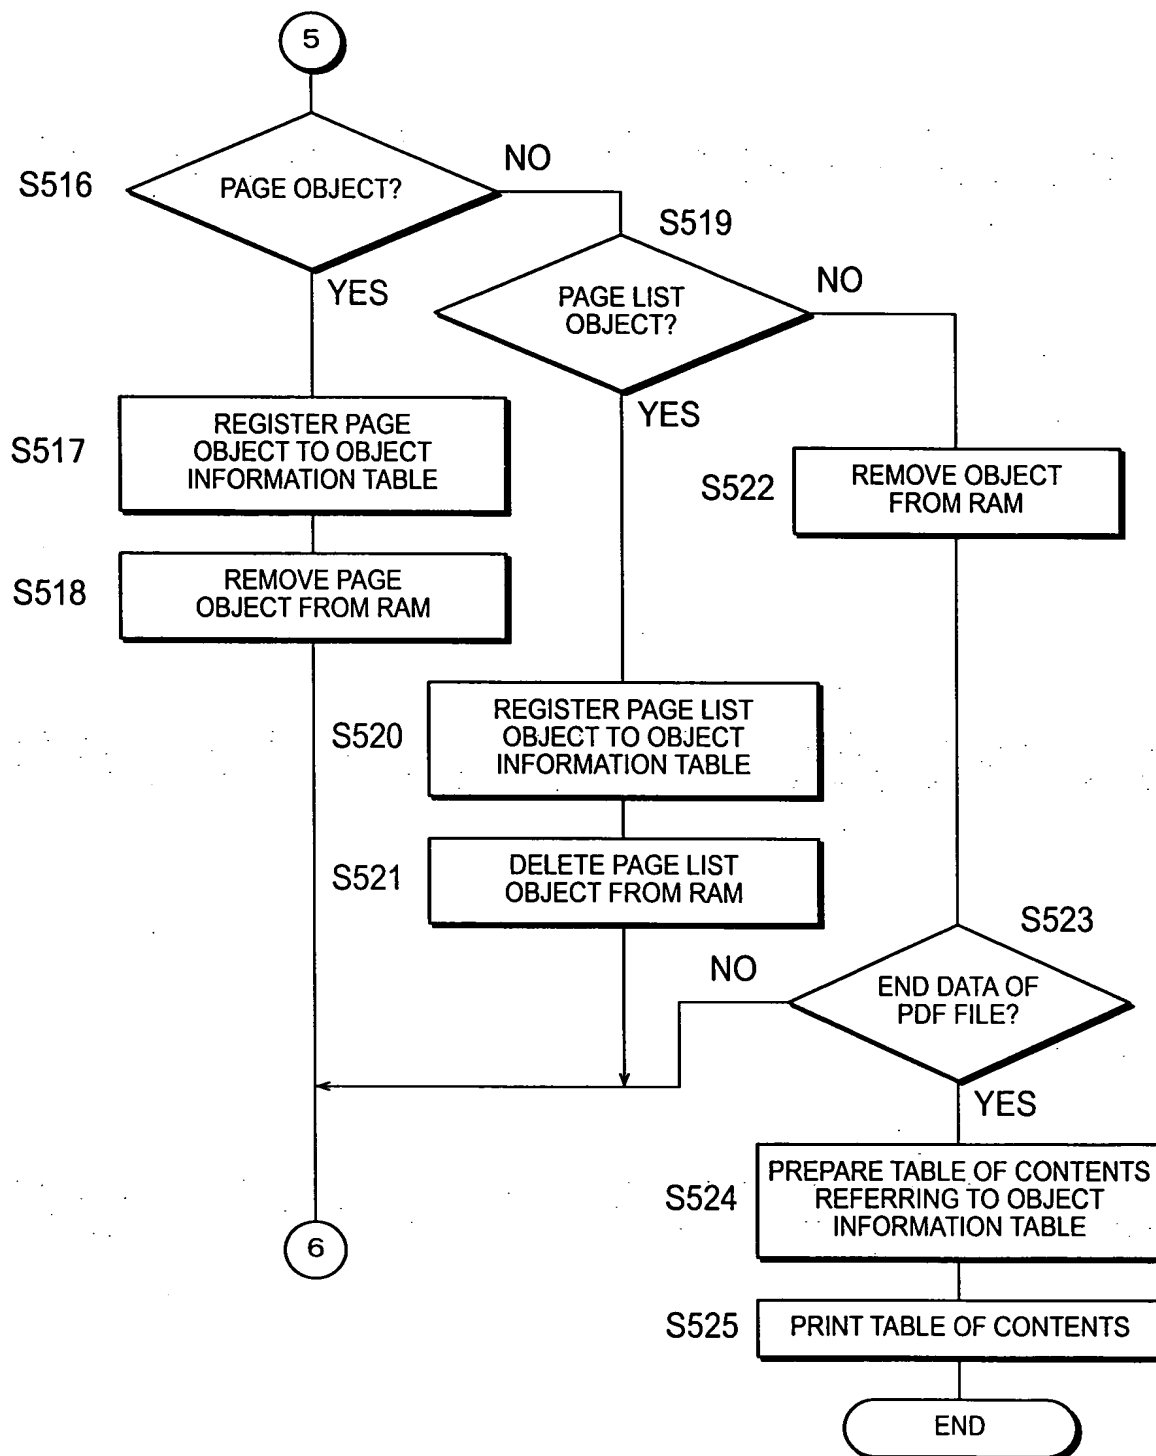 5
S516
PAGE OBJECT?
NO
YES
S519
PAGE LIST
OBJECT?
NO
YES
S517
REGISTER PAGE
OBJECT TO OBJECT
INFORMATION TABLE
S522
REMOVE OBJECT
FROM RAM
S518
REMOVE PAGE
OBJECT FROM RAM
S520
REGISTER PAGE LIST
OBJECT TO OBJECT
INFORMATION TABLE
S521
DELETE PAGE LIST
OBJECT FROM RAM
S523
NO
END DATA OF
PDF FILE?
YES
S524
PREPARE TABLE OF CONTENTS
REFERRING TO OBJECT
INFORMATION TABLE
6
S525
PRINT TABLE OF CONTENTS
END